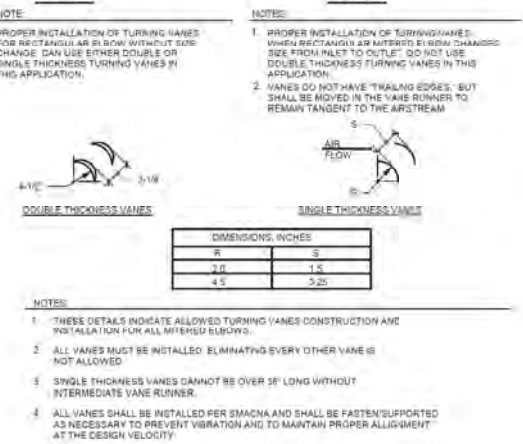 NOTE:
PROPER INSTALLATION OF TURNING VANES
FOR RECTANGULAR ELBOW WITHOUT SIZE
CHANGE. CAN USE EITHER DOUBLE OR
SINGLE THICKNESS TURNING VANES IN
THIS APPLICATION.
NOTES:
1. PROPER INSTALLATION OF TURNING VANES
WHEN RECTANGULAR MITERED ELBOW CHANGES
SIZE FROM INLET TO OUTLET. DO NOT USE
DOUBLE THICKNESS TURNING VANES IN THIS
APPLICATION.
2. VANES DO NOT HAVE "TRAILING EDGES," BUT
SHALL BE MOVED IN THE VANE RUNNER TO
REMAIN TANGENT TO THE AIRSTREAM.
4-1/2"
3-1/4"
DOUBLE THICKNESS VANES
S
AIR
FLOW
R
SINGLE THICKNESS VANES
DIMENSIONS, INCHES
R S
2.0 1.5
4.5 3.25
NOTES:
1. THESE DETAILS INDICATE ALLOWED TURNING VANES CONSTRUCTION AND
INSTALLATION FOR ALL MITERED ELBOWS.
2. ALL VANES MUST BE INSTALLED. ELIMINATING EVERY OTHER VANE IS
NOT ALLOWED.
3. SINGLE THICKNESS VANES CANNOT BE OVER 36" LONG WITHOUT
INTERMEDIATE VANE RUNNER.
4. ALL VANES SHALL BE INSTALLED PER SMACNA AND SHALL BE FASTEN/SUPPORTED
AS NECESSARY TO PREVENT VIBRATION AND TO MAINTAIN PROPER ALLIGNMENT
AT THE DESIGN VELOCITY.